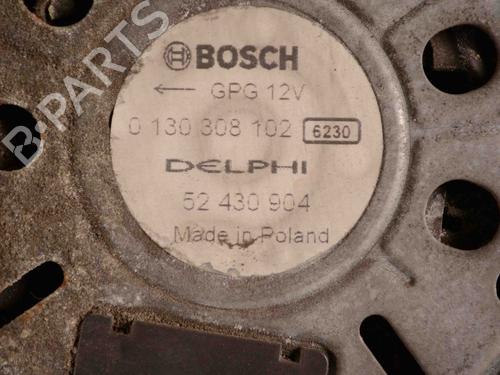 BOSCH
← GPG 12V
0 130 308 102 6230
DELPHI
52 430 904
Made in Poland
B-PARTS